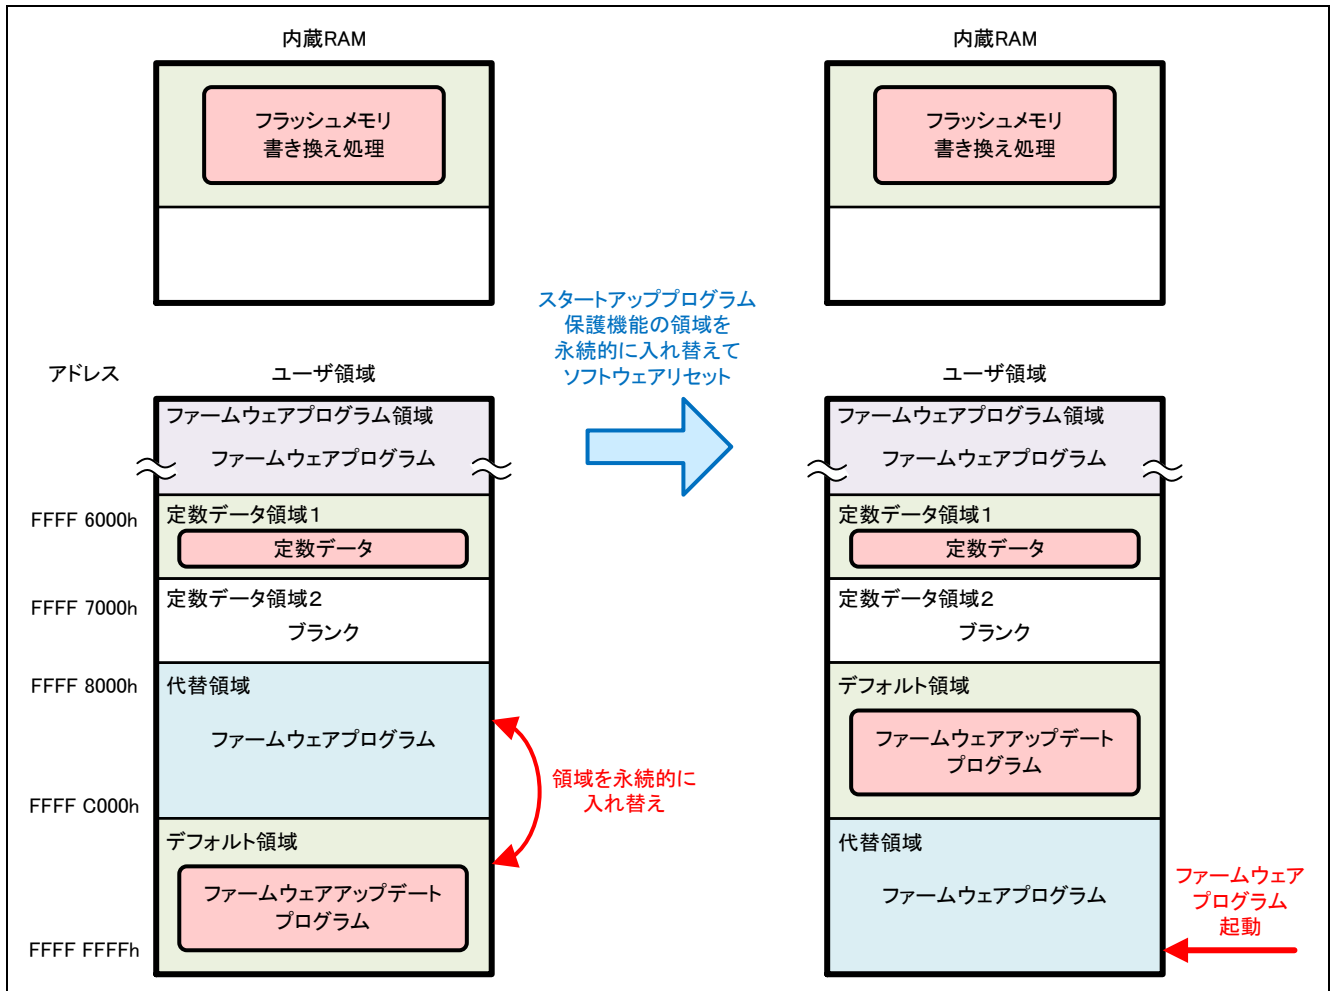 内蔵RAM
フラッシュメモリ
書き換え処理
内蔵RAM
フラッシュメモリ
書き換え処理
スタートアッププログラム
保護機能の領域を
永続的に入れ替えて
ソフトウェアリセット
アドレス
ユーザ領域
ファームウェアプログラム領域
ファームウェアプログラム
FFFF 6000h
定数データ領域1
定数データ
FFFF 7000h
定数データ領域2
ブランク
FFFF 8000h
代替領域
ファームウェアプログラム
領域を永続的に
入れ替え
FFFF C000h
デフォルト領域
ファームウェアアップデート
プログラム
FFFF FFFFh
ユーザ領域
ファームウェアプログラム領域
ファームウェアプログラム
定数データ領域1
定数データ
定数データ領域2
ブランク
デフォルト領域
ファームウェアアップデート
プログラム
代替領域
ファームウェアプログラム
ファームウェア
プログラム
起動